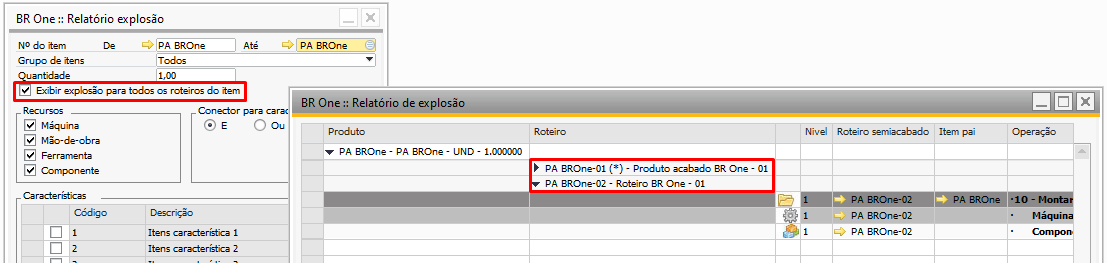 BR One :: Relatório explosão
Nº do item De PA BROne Até PA BROne
Grupo de itens Todos
Quantidade 1,00
Exibir explosão para todos os roteiros do item
Recursos
Máquina
Mão-de-obra
Ferramenta
Componente
Conector para carac
E Ou
Características
Código Descrição
1 Itens característica 1
2 Itens característica 2
3 Itens característica 3
BR One :: Relatório de explosão
Produto Roteiro Nível Roteiro semiacabado Item pai Operação
PA BROne - PA BROne - UND - 1.000000
PA BROne-01 (*) - Produto acabado BR One - 01
PA BROne-02 - Roteiro BR One - 01
1 PA BROne-02 PA BROne ·10 - Montar
1 PA BROne-02 · Máquina
1 PA BROne-02 · Compon